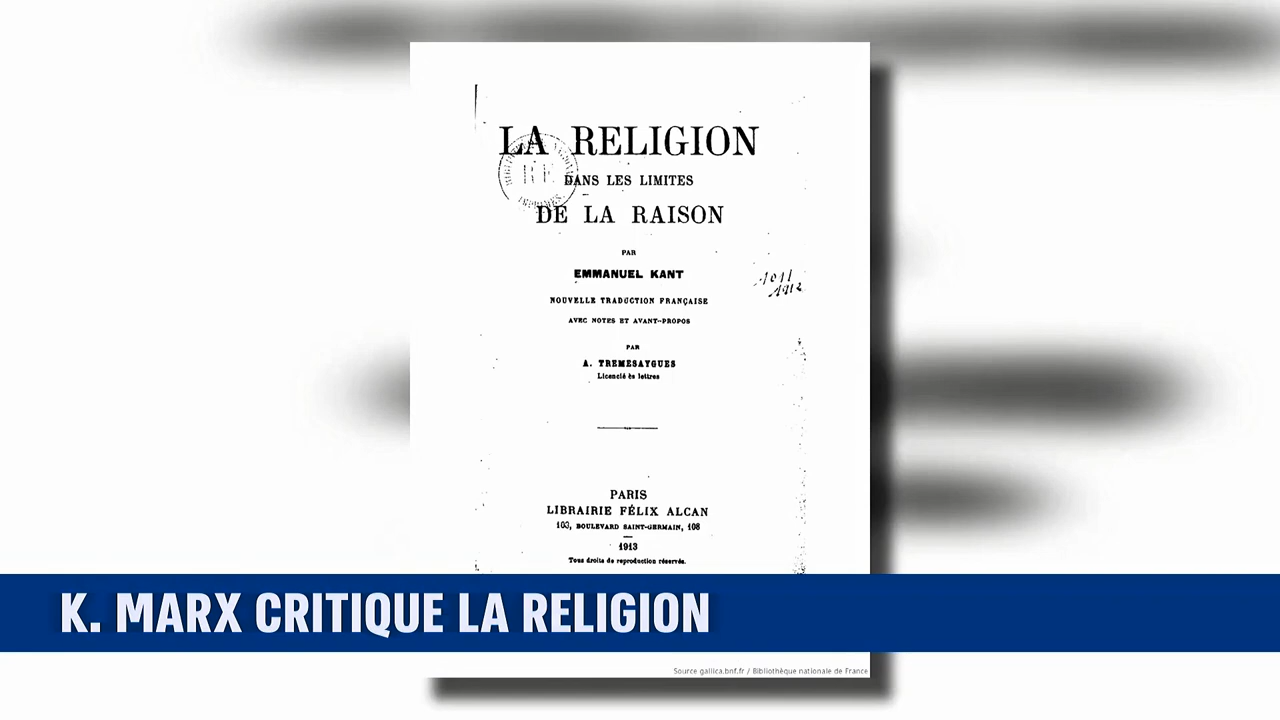 LA RELIGION
DANS LES LIMITES
DE LA RAISON
PAR
EMMANUEL KANT
NOUVELLE TRADUCTION FRANÇAISE
AVEC NOTES ET AVANT-PROPOS
PAR
A. TREMESAYGUES
Licencié ès lettres
PARIS
LIBRAIRIE FÉLIX ALCAN
108, BOULEVARD SAINT-GERMAIN, 108
1913
Tous droits de reproduction réservés.
K. MARX CRITIQUE LA RELIGION
Source gallica.bnf.fr / Bibliothèque nationale de France